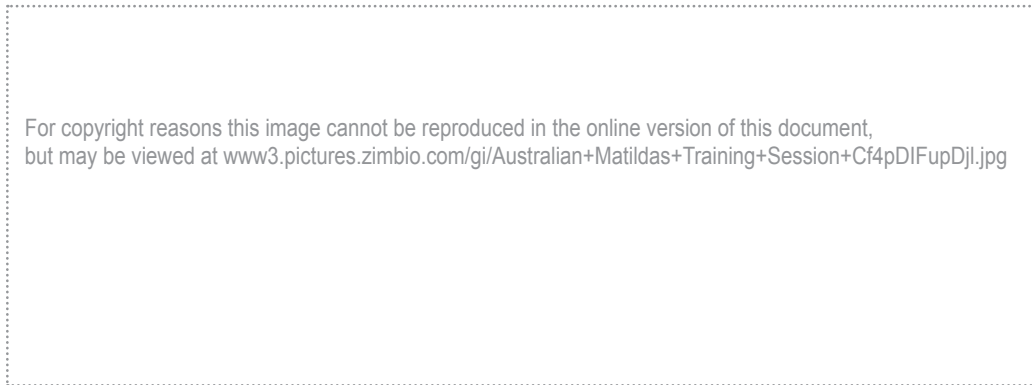 For copyright reasons this image cannot be reproduced in the online version of this document,
but may be viewed at www3.pictures.zimbio.com/gi/Australian+Matildas+Training+Session+Cf4pDIFupDjl.jpg